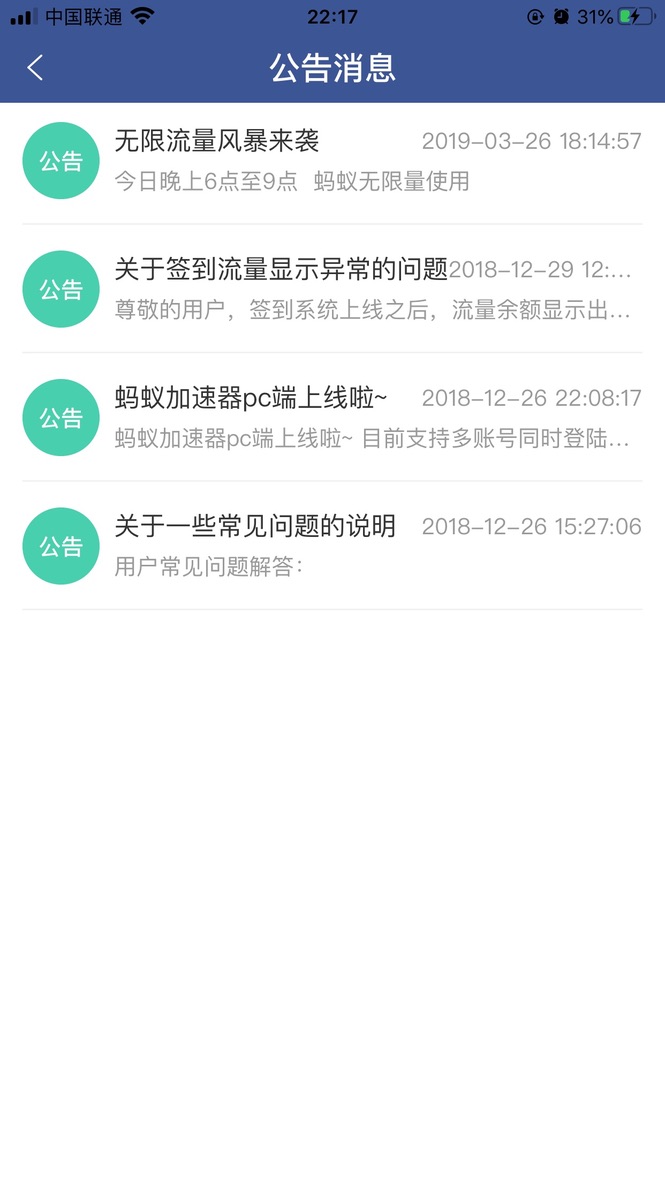 中国联通 22:17 31%
公告消息
公告 无限流量风暴来袭 2019-03-26 18:14:57
今日晚上6点至9点 蚂蚁无限量使用
公告 关于签到流量显示异常的问题2018-12-29 12:...
尊敬的用户，签到系统上线之后，流量余额显示出...
公告 蚂蚁加速器pc端上线啦~ 2018-12-26 22:08:17
蚂蚁加速器pc端上线啦~ 目前支持多账号同时登陆...
公告 关于一些常见问题的说明 2018-12-26 15:27:06
用户常见问题解答：